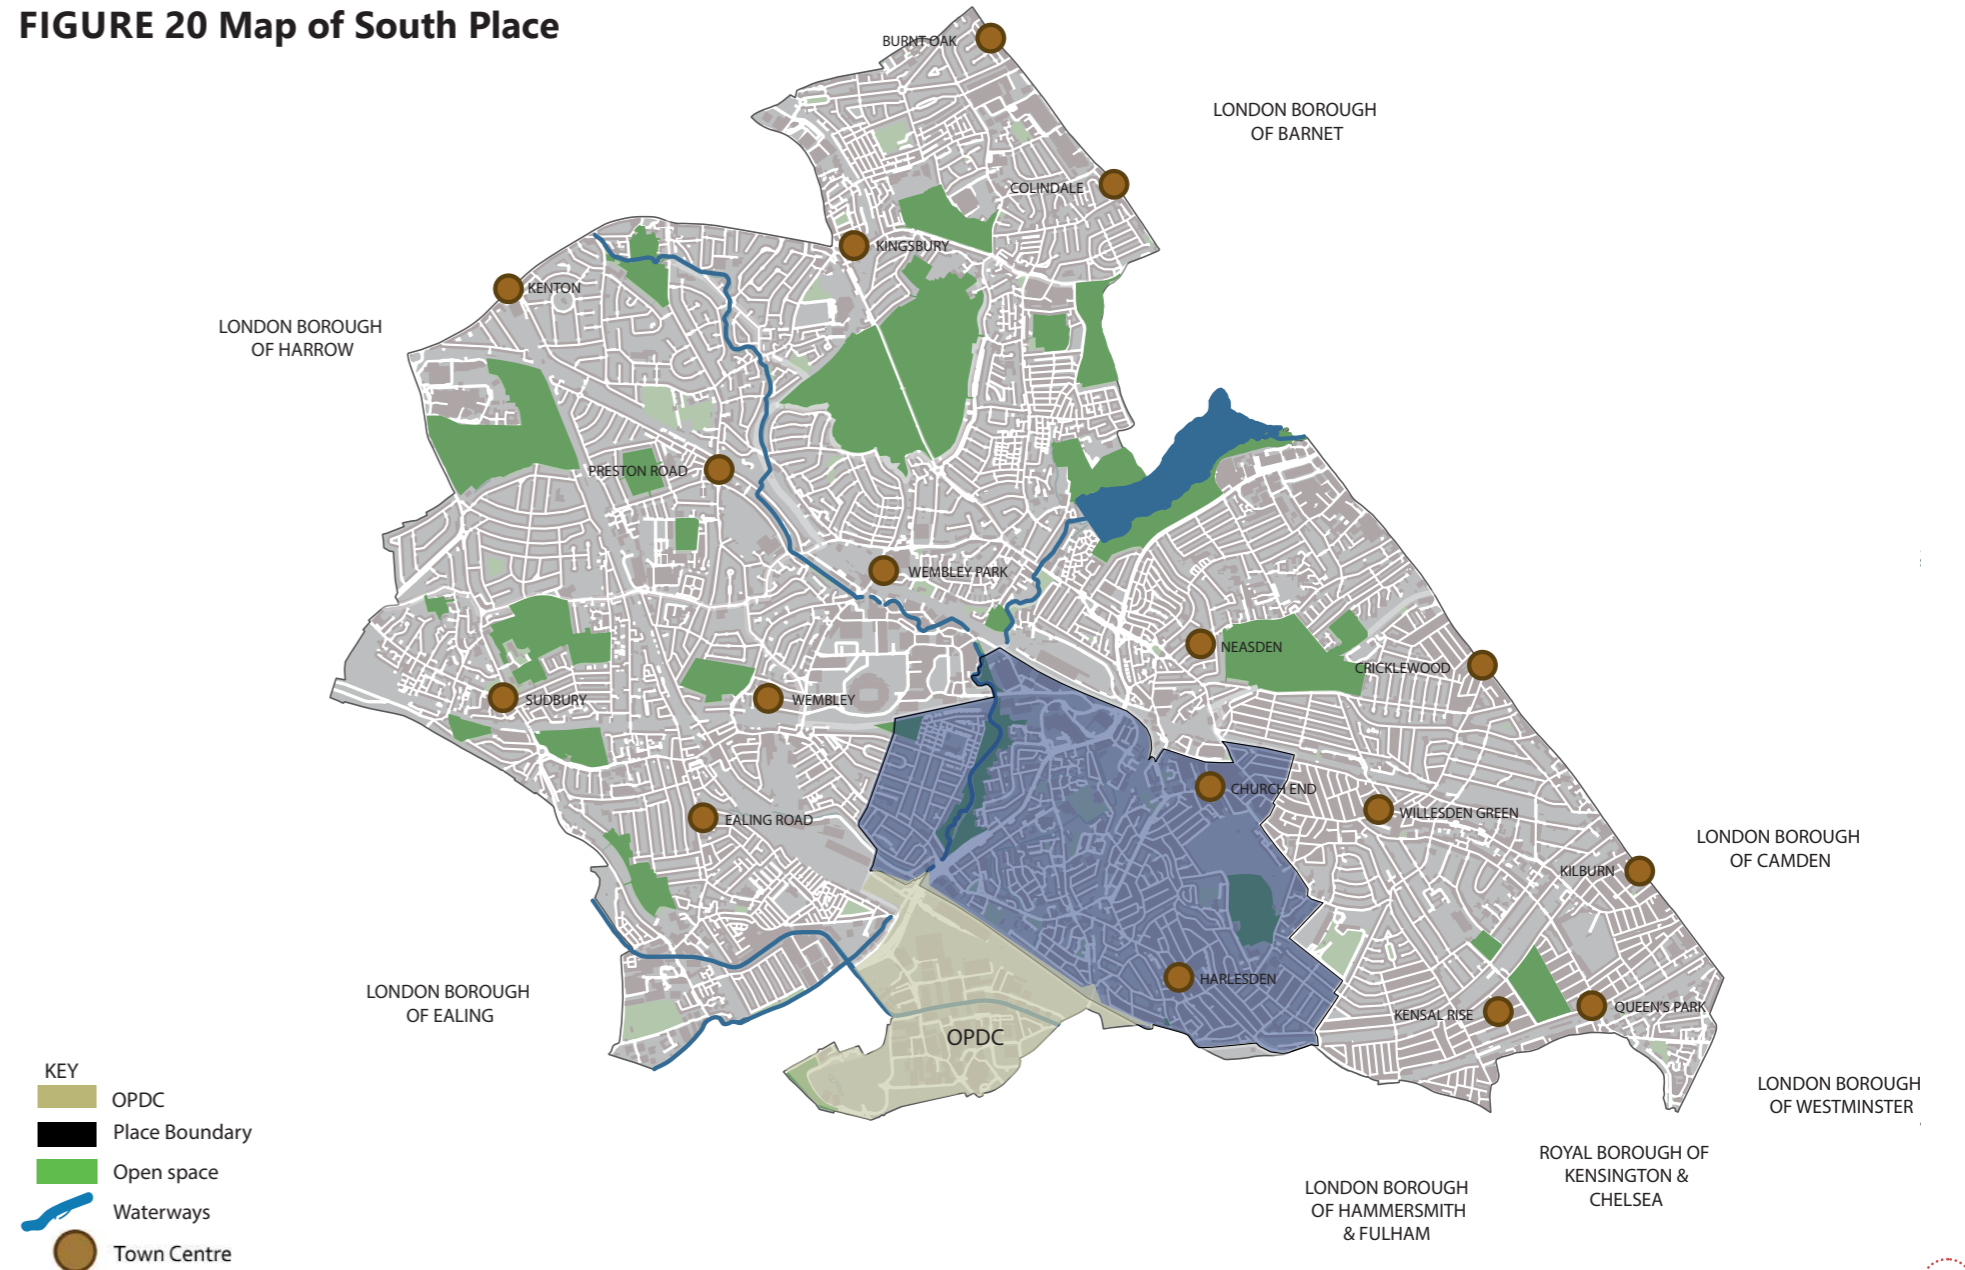 FIGURE 20 Map of South Place
BURNT OAK
LONDON BOROUGH
OF BARNET
COLINDALE
KINGSBURY
KENTON
LONDON BOROUGH
OF HARROW
PRESTON ROAD
WEMBLEY PARK
NEASDEN
CRICKLEWOOD
SUDBURY
WEMBLEY
CHURCH END
WILLESDEN GREEN
EALING ROAD
LONDON BOROUGH
OF CAMDEN
KILBURN
HARLESDEN
LONDON BOROUGH
OF EALING
KENSAL RISE
QUEEN'S PARK
OPDC
LONDON BOROUGH
OF WESTMINSTER
ROYAL BOROUGH OF
KENSINGTON &
CHELSEA
LONDON BOROUGH
OF HAMMERSMITH
& FULHAM
KEY
OPDC
Place Boundary
Open space
Waterways
Town Centre